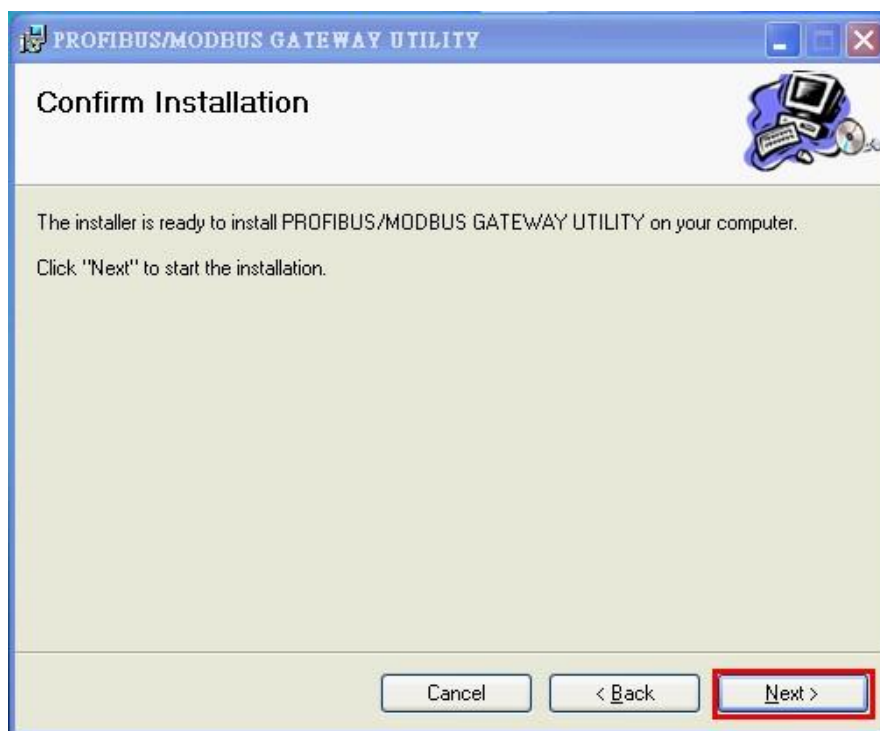 PROFIBUS/MODBUS GATEWAY UTILITY
Confirm Installation
The installer is ready to install PROFIBUS/MODBUS GATEWAY UTILITY on your computer.
Click "Next" to start the installation.
Cancel
< Back
Next >